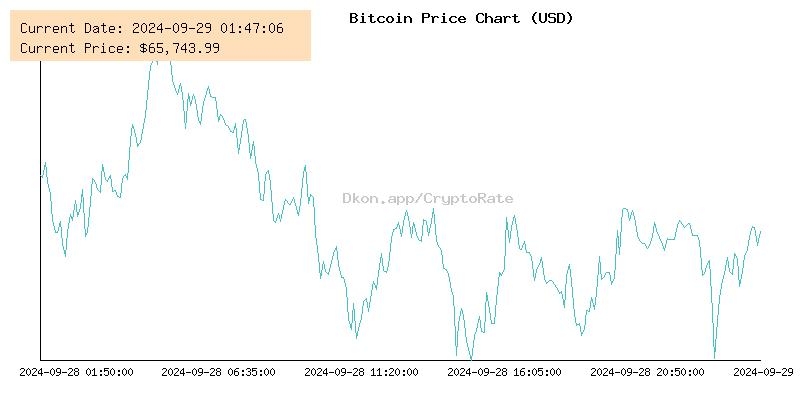 Bitcoin Price Chart (USD)
Current Date: 2024-09-29 01:47:06
Current Price: $65,743.99
Dkon.app/CryptoRate
2024-09-28 01:50:00 2024-09-28 06:35:00 2024-09-28 11:20:00 2024-09-28 16:05:00 2024-09-28 20:50:00 2024-09-29